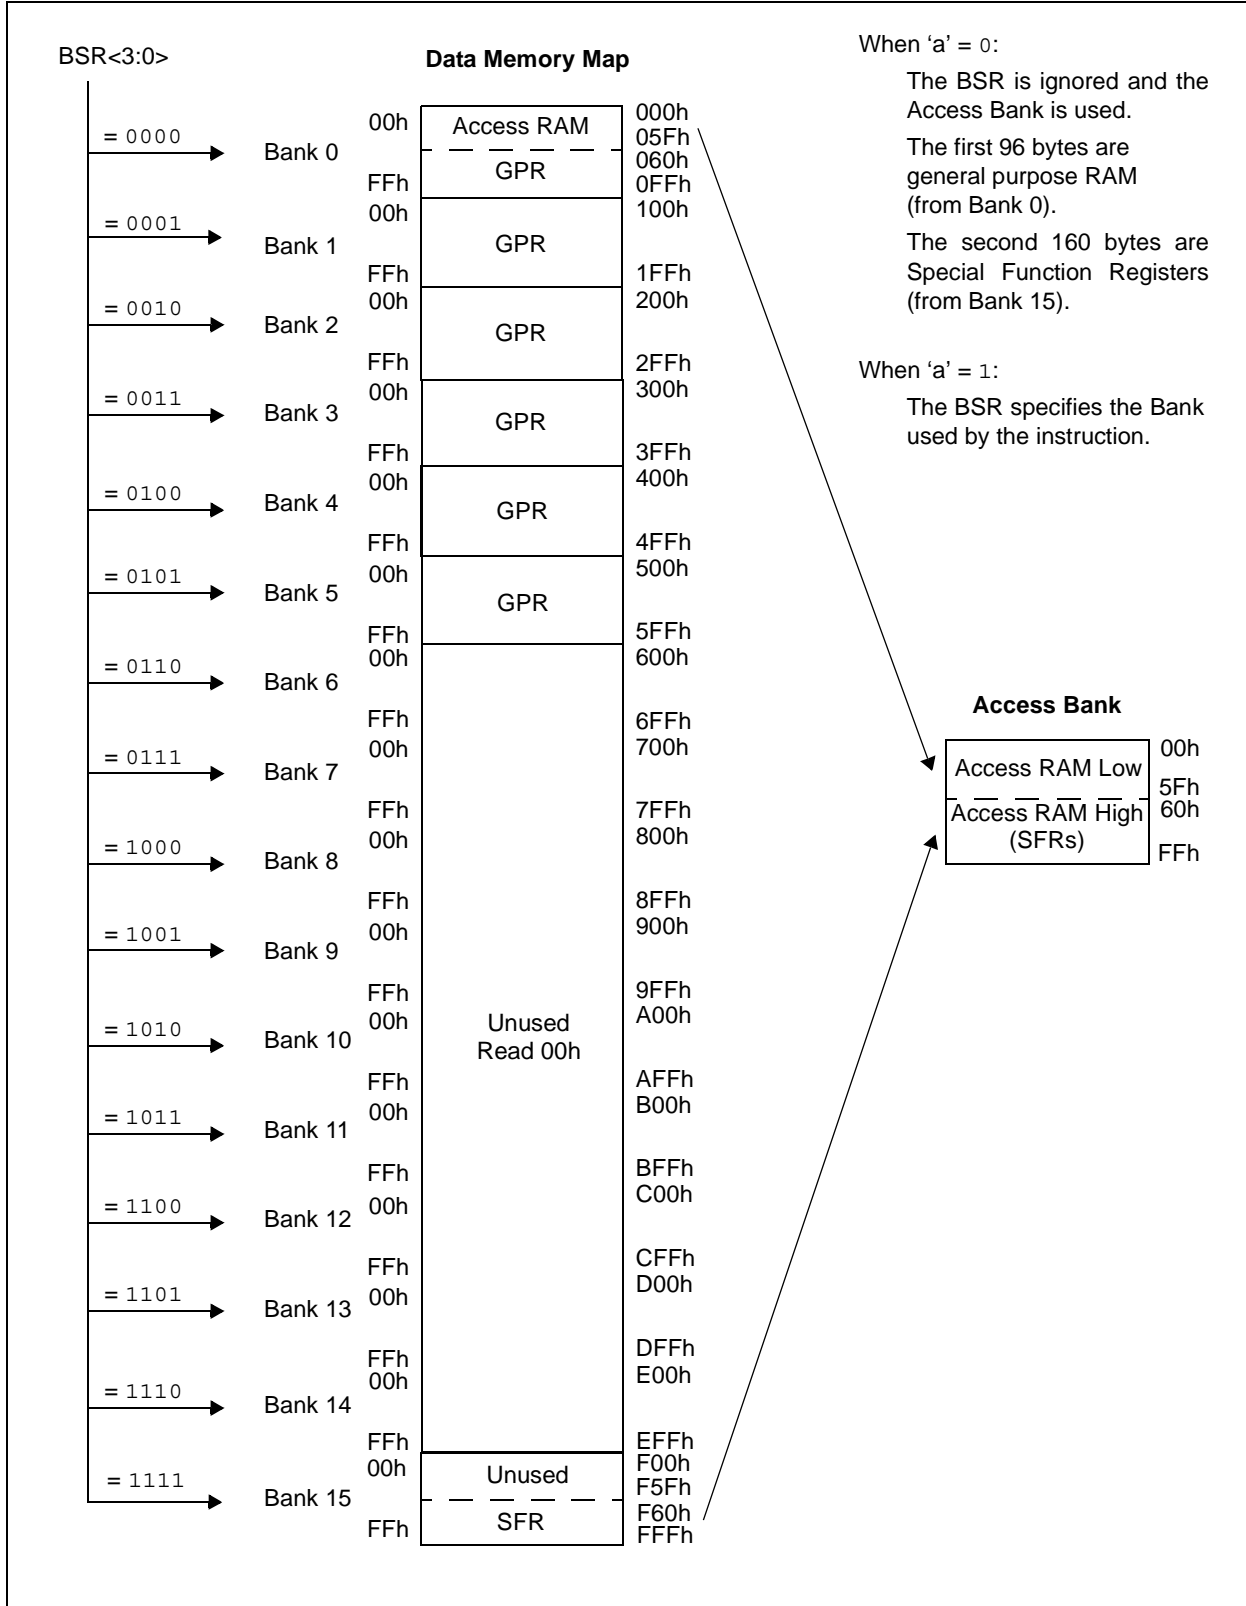 BSR<3:0>
Data Memory Map
When ‘a’ = 0:
The BSR is ignored and the
Access Bank is used.
The first 96 bytes are
general purpose RAM
(from Bank 0).
The second 160 bytes are
Special Function Registers
(from Bank 15).
When ‘a’ = 1:
The BSR specifies the Bank
used by the instruction.
= 0000
Bank 0
00h
FFh
Access RAM
GPR
000h
05Fh
060h
0FFh
= 0001
Bank 1
00h
FFh
GPR
100h
1FFh
= 0010
Bank 2
00h
FFh
GPR
200h
2FFh
= 0011
Bank 3
00h
FFh
GPR
300h
3FFh
= 0100
Bank 4
00h
FFh
GPR
400h
4FFh
= 0101
Bank 5
00h
FFh
GPR
500h
5FFh
= 0110
Bank 6
00h
FFh
600h
6FFh
= 0111
Bank 7
00h
FFh
700h
7FFh
= 1000
Bank 8
00h
FFh
800h
8FFh
= 1001
Bank 9
00h
FFh
900h
9FFh
= 1010
Bank 10
00h
FFh
Unused
Read 00h
A00h
AFFh
= 1011
Bank 11
00h
FFh
B00h
BFFh
= 1100
Bank 12
00h
FFh
C00h
CFFh
= 1101
Bank 13
00h
FFh
D00h
DFFh
= 1110
Bank 14
00h
FFh
E00h
EFFh
= 1111
Bank 15
00h
FFh
Unused
SFR
F00h
F5Fh
F60h
FFFh
Access Bank
Access RAM Low
Access RAM High
(SFRs)
00h
5Fh
60h
FFh